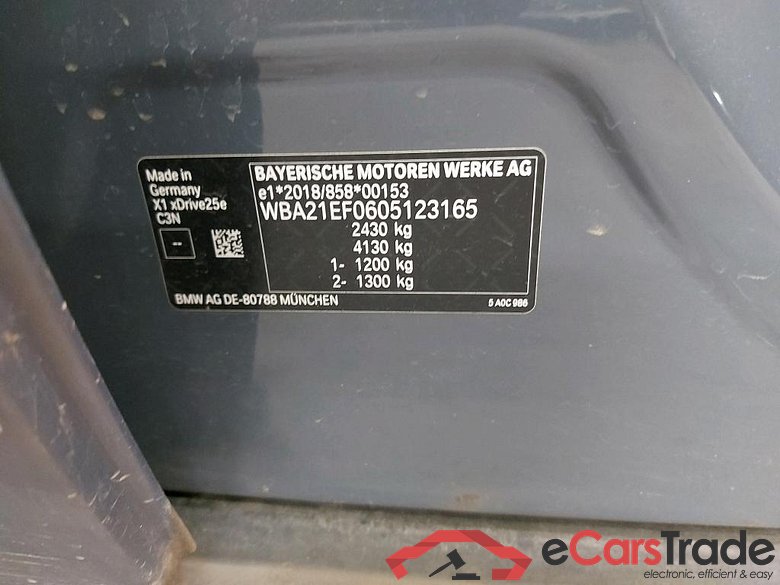 Made in
Germany
X1 xDrive25e
C3N
--
BAYERISCHE MOTOREN WERKE AG
e1*2018/858*00153
WBA21EF0605123165
2430 kg
4130 kg
1- 1200 kg
2- 1300 kg
BMW AG DE-80788 MÜNCHEN
5 A0C 9B6
eCarsTrade
electronic, efficient & easy